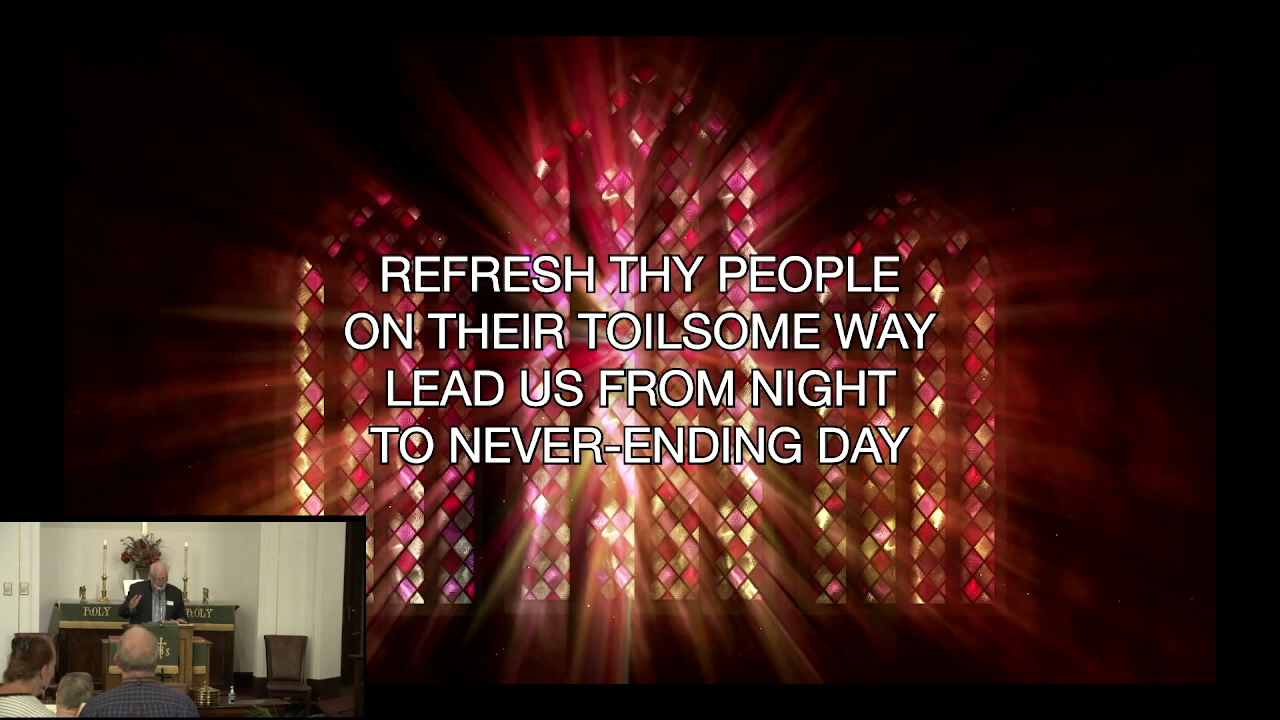 REFRESH THY PEOPLE
ON THEIR TOILSOME WAY
LEAD US FROM NIGHT
TO NEVER-ENDING DAY
HOLY HOLY